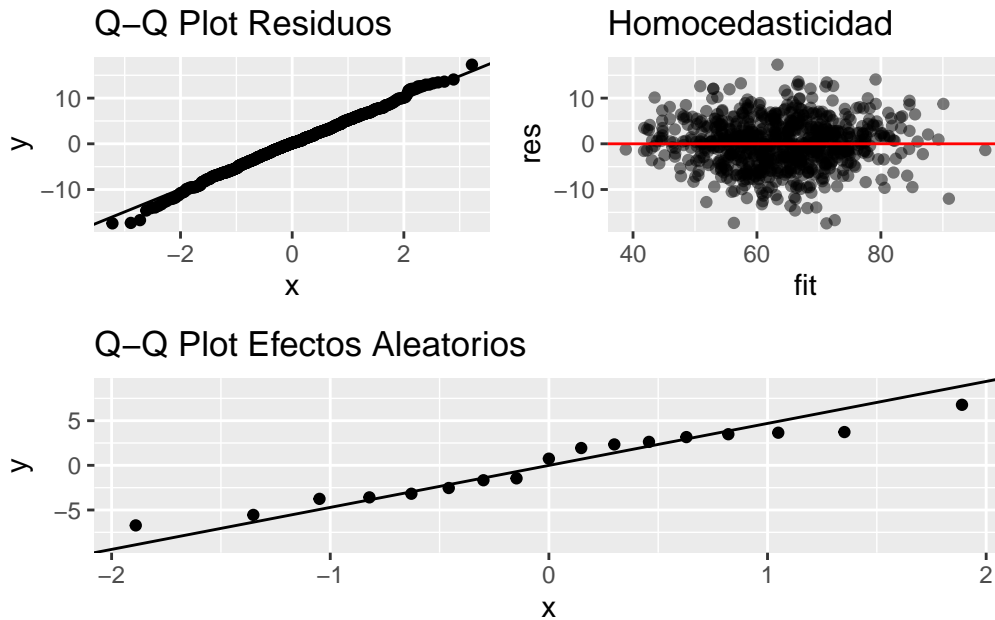 Q−Q Plot Residuos
10
0
−10
y
−2
0
2
x
Homocedasticidad
10
0
−10
res
40
60
80
fit
Q−Q Plot Efectos Aleatorios
5
0
−5
y
−2
−1
0
1
2
x